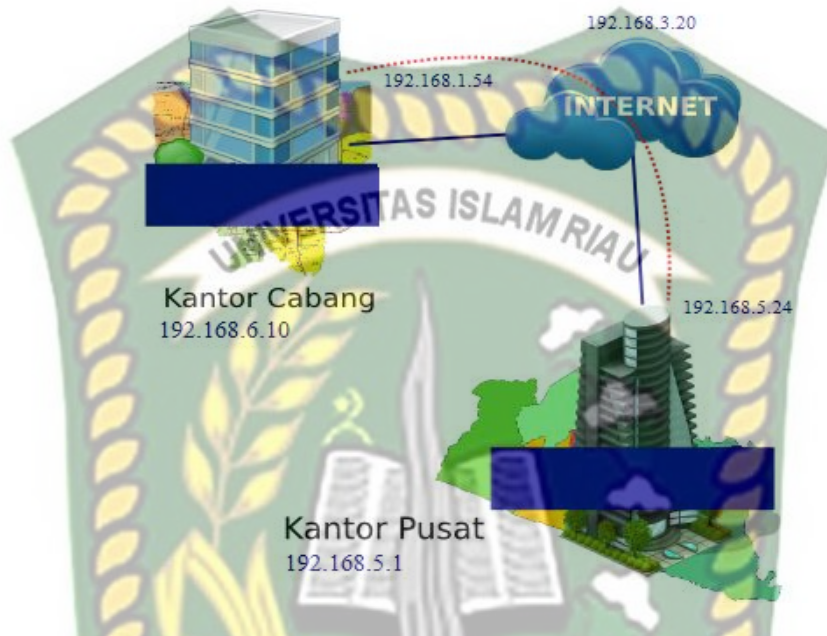 192.168.3.20
192.168.1.54
INTERNET
UNIVERSITAS ISLAM RIAU
Kantor Cabang
192.168.6.10
192.168.5.24
Kantor Pusat
192.168.5.1